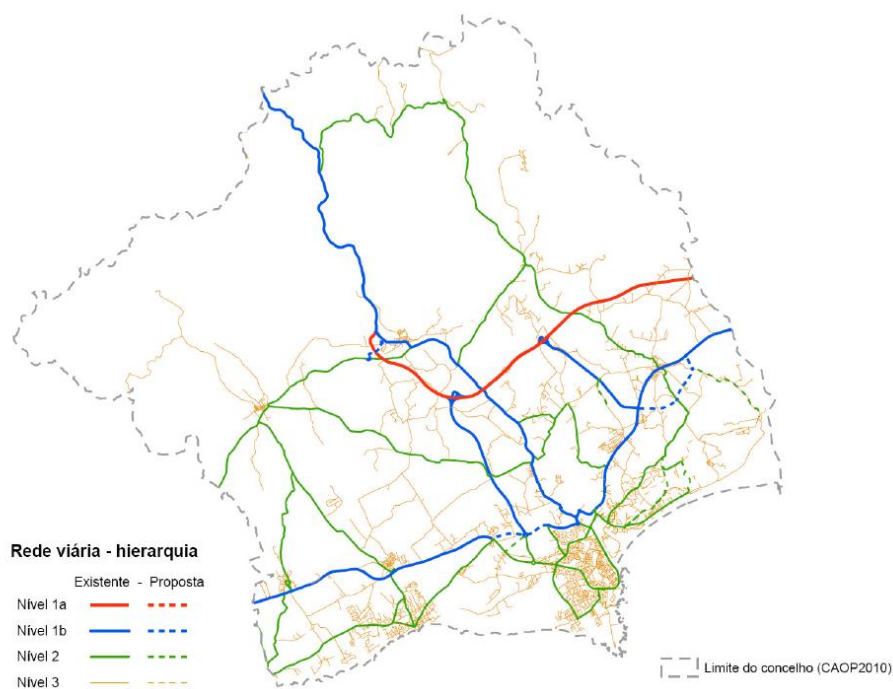 Rede viária - hierarquia
Existente - Proposta
Nível 1a
Nível 1b
Nível 2
Nível 3
Limite do concelho (CAOP2010)